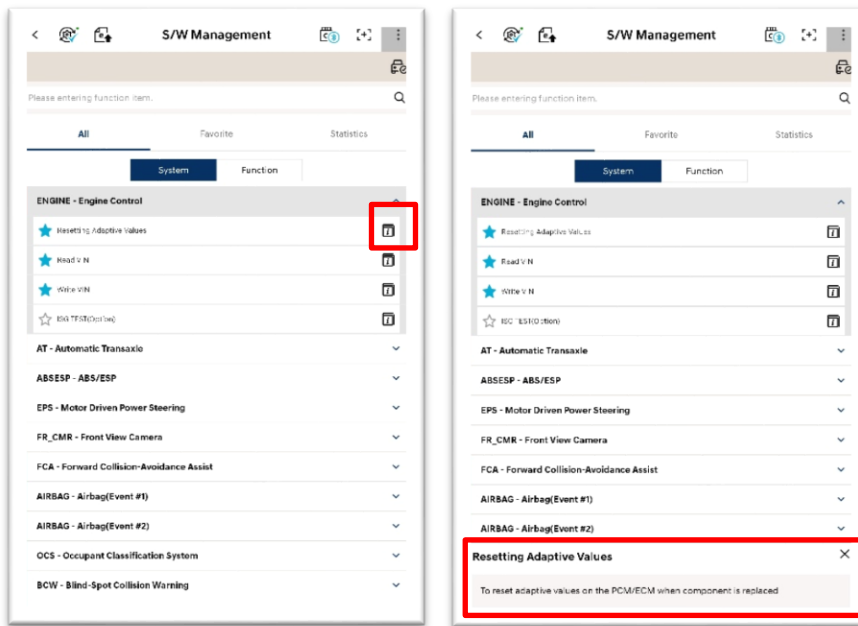 S/W Management
Please entering function item.
All Favorite Statistics
System Function
ENGINE - Engine Control
Resetting Adaptive Values
Read VIN
Write VIN
ISG TEST(Option)
AT - Automatic Transaxle
ABSESP - ABS/ESP
EPS - Motor Driven Power Steering
FR_CMR - Front View Camera
FCA - Forward Collision-Avoidance Assist
AIRBAG - Airbag(Event #1)
AIRBAG - Airbag(Event #2)
OCS - Occupant Classification System
BCW - Blind-Spot Collision Warning
S/W Management
Please entering function item.
All Favorite Statistics
System Function
ENGINE - Engine Control
Resetting Adaptive Values
Read VIN
Write VIN
ISG TEST(Option)
AT - Automatic Transaxle
ABSESP - ABS/ESP
EPS - Motor Driven Power Steering
FR_CMR - Front View Camera
FCA - Forward Collision-Avoidance Assist
AIRBAG - Airbag(Event #1)
AIRBAG - Airbag(Event #2)
Resetting Adaptive Values
To reset adaptive values on the PCM/ECM when component is replaced